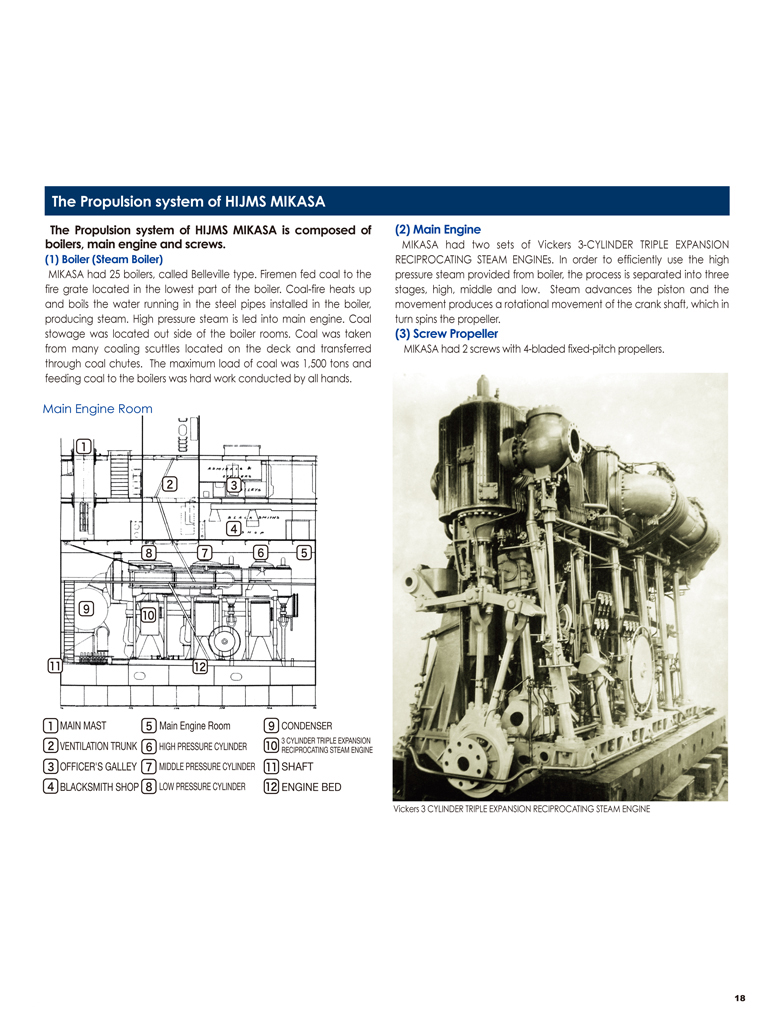 The Propulsion system of HIJMS MIKASA
The Propulsion system of HIJMS MIKASA is composed of
boilers, main engine and screws.
(1) Boiler (Steam Boiler)
MIKASA had 25 boilers, called Belleville type. Firemen fed coal to the
fire grate located in the lowest part of the boiler. Coal-fire heats up
and boils the water running in the steel pipes installed in the boiler,
producing steam. High pressure steam is led into main engine. Coal
stowage was located out side of the boiler rooms. Coal was taken
from many coaling scuttles located on the deck and transferred
through coal chutes. The maximum load of coal was 1,500 tons and
feeding coal to the boilers was hard work conducted by all hands.
Main Engine Room
1
2
3
4
8
7
6
5
9
10
11
12
1 MAIN MAST
2 VENTILATION TRUNK
3 OFFICER'S GALLEY
4 BLACKSMITH SHOP
5 Main Engine Room
6 HIGH PRESSURE CYLINDER
7 MIDDLE PRESSURE CYLINDER
8 LOW PRESSURE CYLINDER
9 CONDENSER
10 3 CYLINDER TRIPLE EXPANSION
RECIPROCATING STEAM ENGINE
11 SHAFT
12 ENGINE BED
(2) Main Engine
MIKASA had two sets of Vickers 3-CYLINDER TRIPLE EXPANSION
RECIPROCATING STEAM ENGINEs. In order to efficiently use the high
pressure steam provided from boiler, the process is separated into three
stages, high, middle and low. Steam advances the piston and the
movement produces a rotational movement of the crank shaft, which in
turn spins the propeller.
(3) Screw Propeller
MIKASA had 2 screws with 4-bladed fixed-pitch propellers.
Vickers 3 CYLINDER TRIPLE EXPANSION RECIPROCATING STEAM ENGINE
18